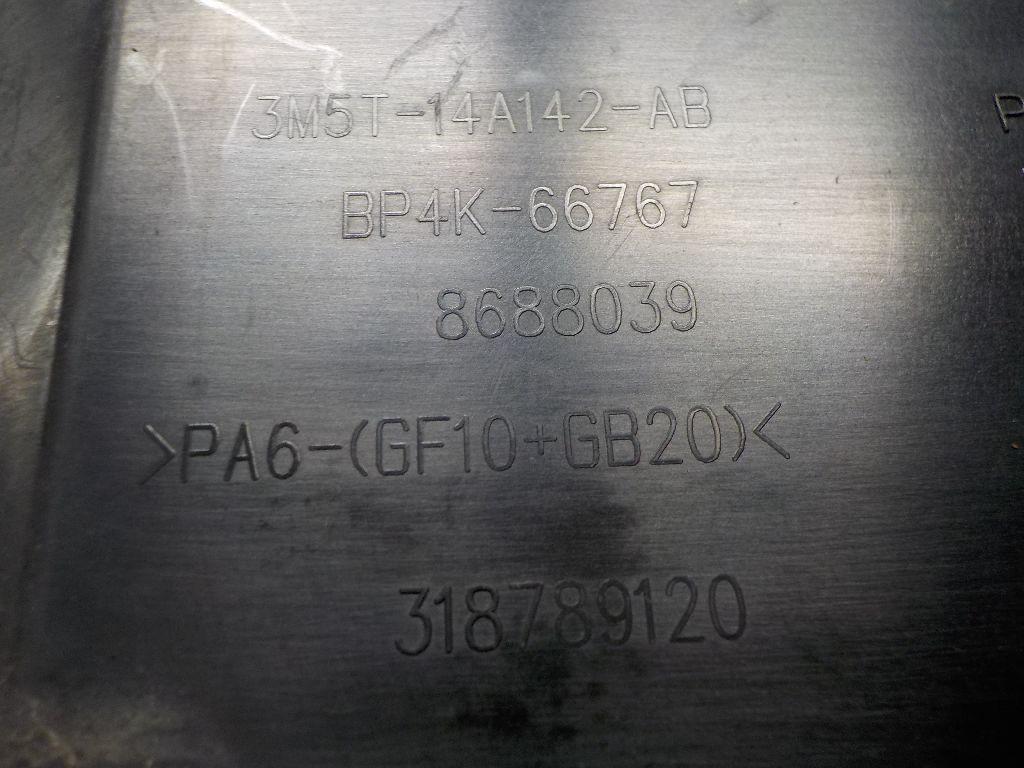 3M5T-14A142-AB
P
BP4K-66767
8688039
>PA6-(GF10+GB20)<
318789120